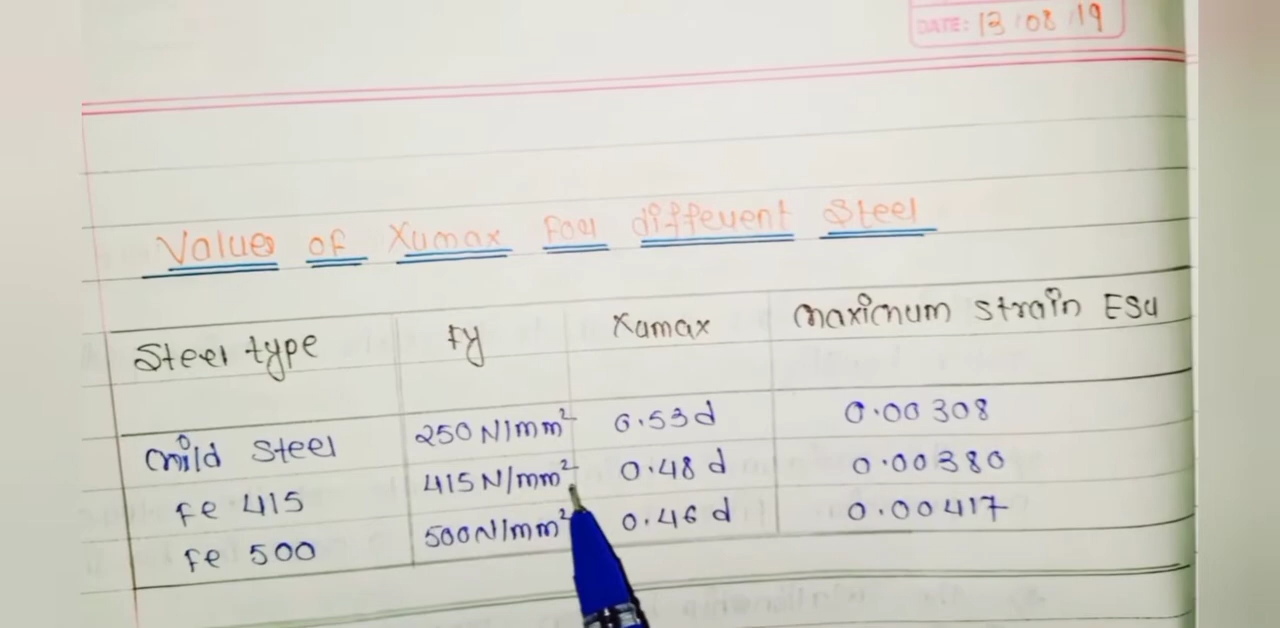 DATE: 13/08/19
Values of Xumax For different Steel
Steel type fy Xumax Maximum strain Esu
Mild Steel 250 N/mm² 0.53d 0.00308
fe 415 415 N/mm² 0.48 d 0.00380
fe 500 500 N/mm² 0.46 d 0.00417